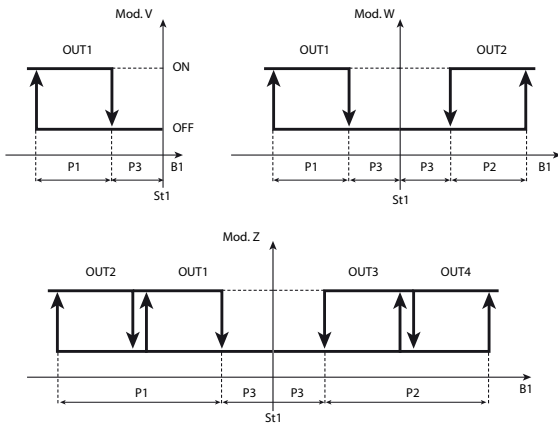 Mod. V
OUT1
ON
OFF
P1 P3 B1
St1
Mod. W
OUT1 OUT2
P1 P3 P3 P2 B1
St1
Mod. Z
OUT2 OUT1 OUT3 OUT4
P1 P3 P3 P2 B1
St1